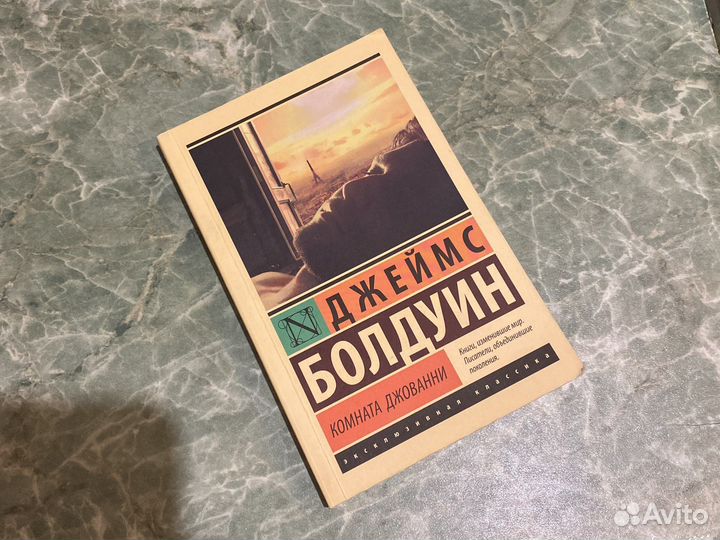 N
ДЖЕЙМС
БОЛДУИН
КОМНАТА ДЖОВАННИ
Книги, изменившие мир.
Писатели, объединившие
поколения.
эксклюзивная классика
Avito